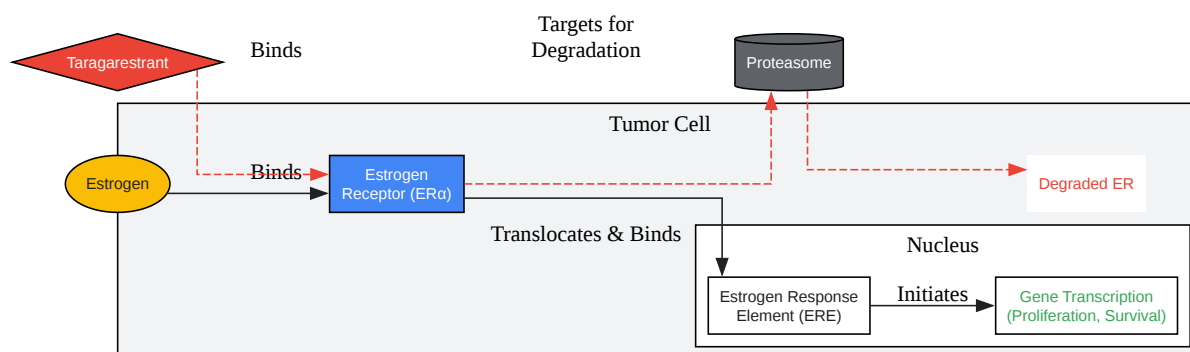 Targets for
Degradation
Binds
Taragarestrant
Proteasome
Tumor Cell
Binds
Estrogen
Estrogen
Receptor (ERα)
Degraded ER
Translocates & Binds
Nucleus
Estrogen Response
Element (ERE)
Initiates
Gene Transcription
(Proliferation, Survival)